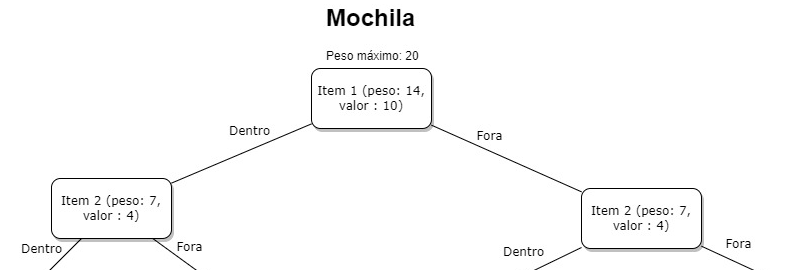 Mochila
Peso máximo: 20
Item 1 (peso: 14,
valor : 10)
Dentro
Fora
Item 2 (peso: 7,
valor : 4)
Item 2 (peso: 7,
valor : 4)
Dentro
Fora
Dentro
Fora